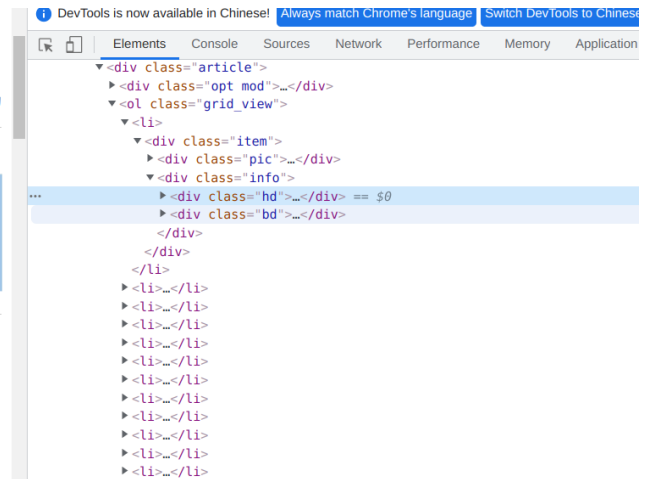 DevTools is now available in Chinese! Always match Chrome's language Switch DevTools to Chinese
Elements Console Sources Network Performance Memory Application
▼<div class="article">
▶<div class="opt mod">…</div>
▼<ol class="grid_view">
▼<li>
▼<div class="item">
▶<div class="pic">…</div>
▼<div class="info">
… ▶<div class="hd">…</div> == $0
▶<div class="bd">…</div>
</div>
</div>
</li>
▶<li>…</li>
▶<li>…</li>
▶<li>…</li>
▶<li>…</li>
▶<li>…</li>
▶<li>…</li>
▶<li>…</li>
▶<li>…</li>
▶<li>…</li>
▶<li>…</li>
▶<li>…</li>